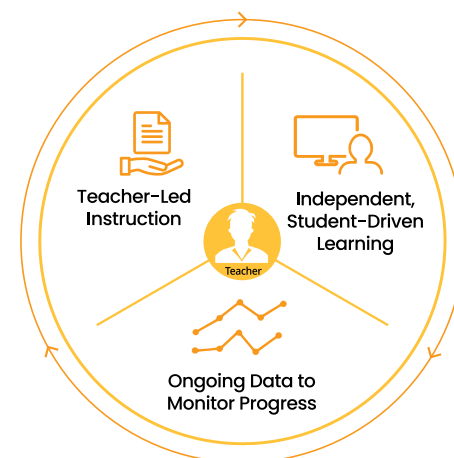 Teacher-Led
Instruction
Independent,
Student-Driven
Learning
Teacher
Ongoing Data to
Monitor Progress